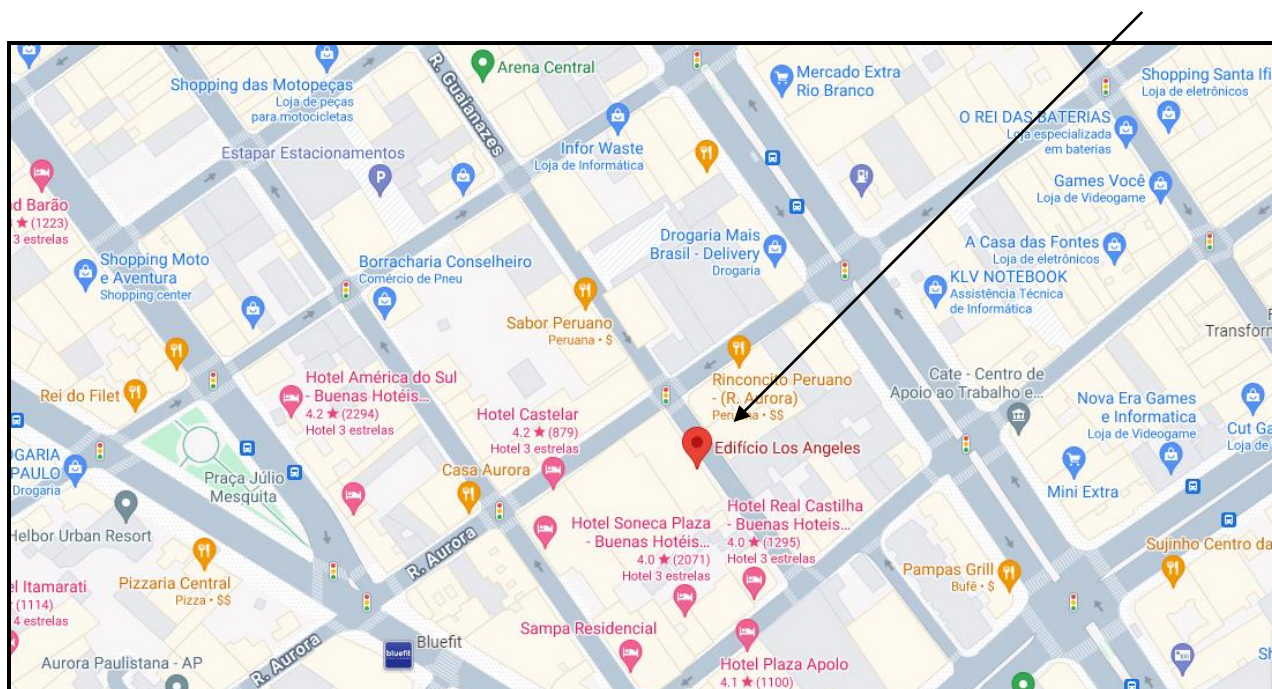 Shopping das Motopeças
Loja de peças
para motocicletas
R. Guaianazes
Arena Central
Mercado Extra
Rio Branco
Shopping Santa Ifi
Loja de eletrônicos
O REI DAS BATERIAS
Loja especializada
em baterias
Estapar Estacionamentos
P
Infor Waste
Loja de Informática
Games Você
Loja de Videogame
d Barão
★ (1223)
3 estrelas
Shopping Moto
e Aventura
Shopping center
Borracharia Conselheiro
Comércio de Pneu
Drogaria Mais
Brasil - Delivery
Drogaria
A Casa das Fontes
Loja de eletrônicos
KLV NOTEBOOK
Assistência Técnica
de Informática
Sabor Peruano
Peruana • $
Transform
Rei do Filet
Hotel América do Sul
- Buenas Hotéis...
4.2 ★ (2294)
Hotel 3 estrelas
Rinconcito Peruano
- (R. Aurora)
Peruana • $$
Cate - Centro de
Apoio ao Trabalho e...
Hotel Castelar
4.2 ★ (879)
Hotel 3 estrelas
Nova Era Games
e Informatica
Loja de Videogame
Cut Ga
Loja de
Edifício Los Angeles
OGARIA
PAULO
Drogaria
Praça Júlio
Mesquita
Casa Aurora
Mini Extra
Helbor Urban Resort
R. Aurora
Hotel Soneca Plaza
- Buenas Hotéis...
4.0 ★ (2071)
Hotel 3 estrelas
Hotel Real Castilha
- Buenas Hoteis...
4.0 ★ (1295)
Hotel 3 estrelas
Sujinho Centro da
Pampas Grill
Bufê • $
el Itamarati
(1114)
4 estrelas
Pizzaria Central
Pizza • $$
Sampa Residencial
bluefit
Bluefit
R. Aurora
Aurora Paulistana - AP
Hotel Plaza Apolo
4.1 ★ (1100)
Sh